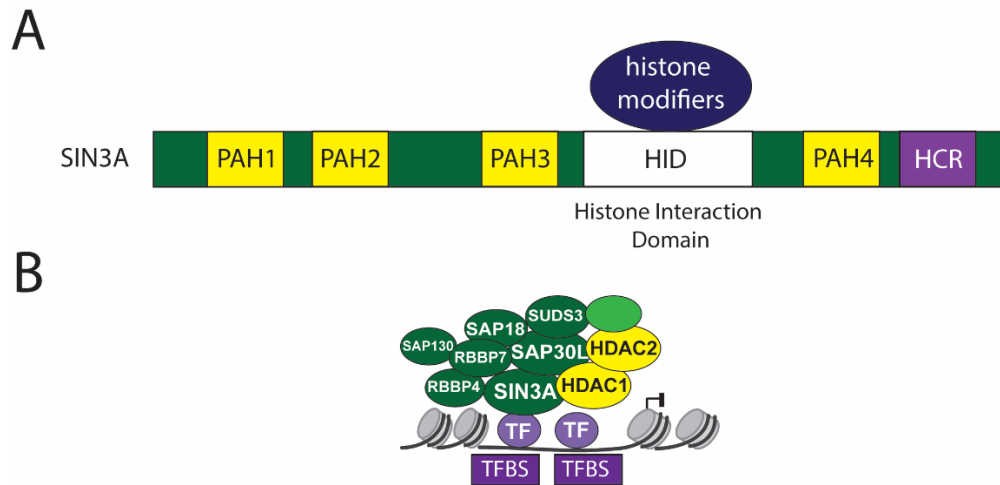 A
histone
modifiers
SIN3A PAH1 PAH2 PAH3 HID PAH4 HCR
Histone Interaction
Domain
B
SUDS3
SAP18
SAP130 RBBP7 SAP30L HDAC2
RBBP4 SIN3A HDAC1
TF TF
TFBS TFBS